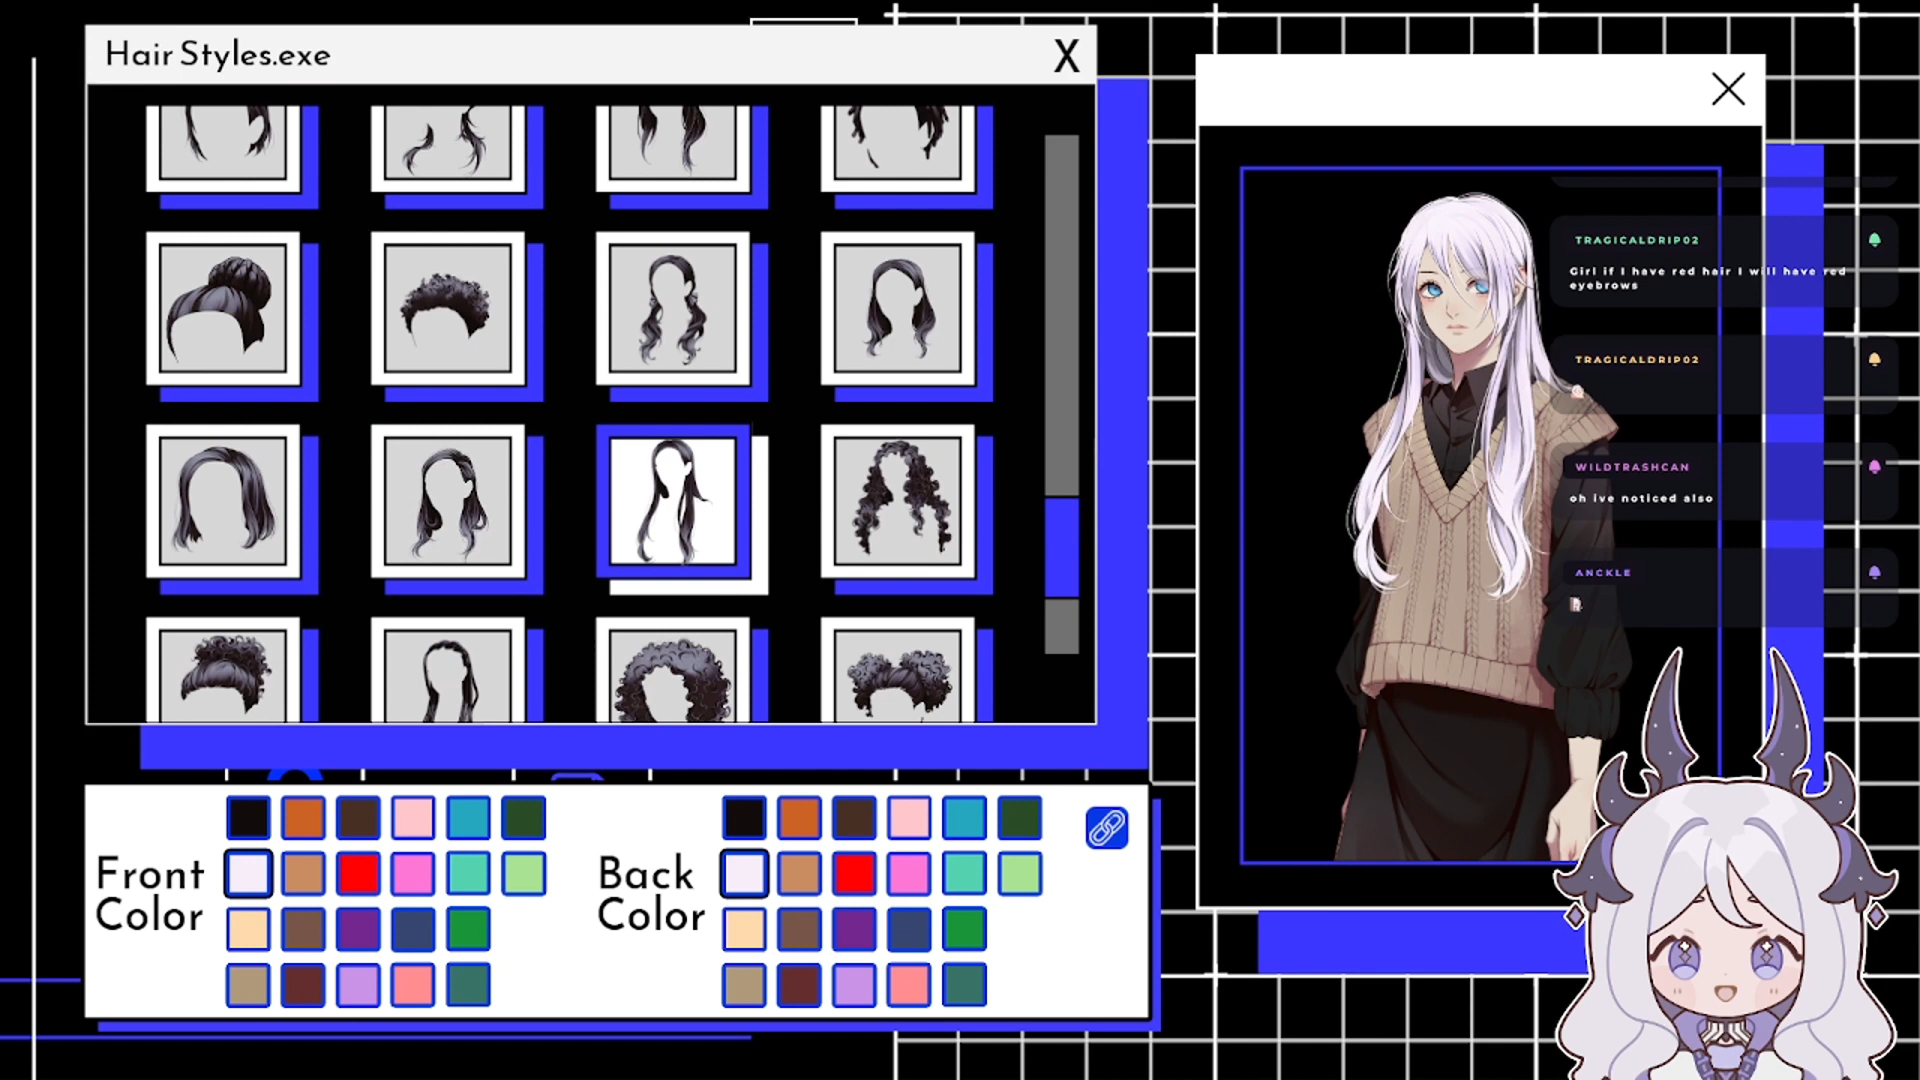 Hair Styles.exe
X
TRAGICALDRIP02
Girl if I have red hair I will have red
eyebrows
TRAGICALDRIP02
WILDTRASHCAN
oh ive noticed also
ANCKLE
Front
Color
Back
Color